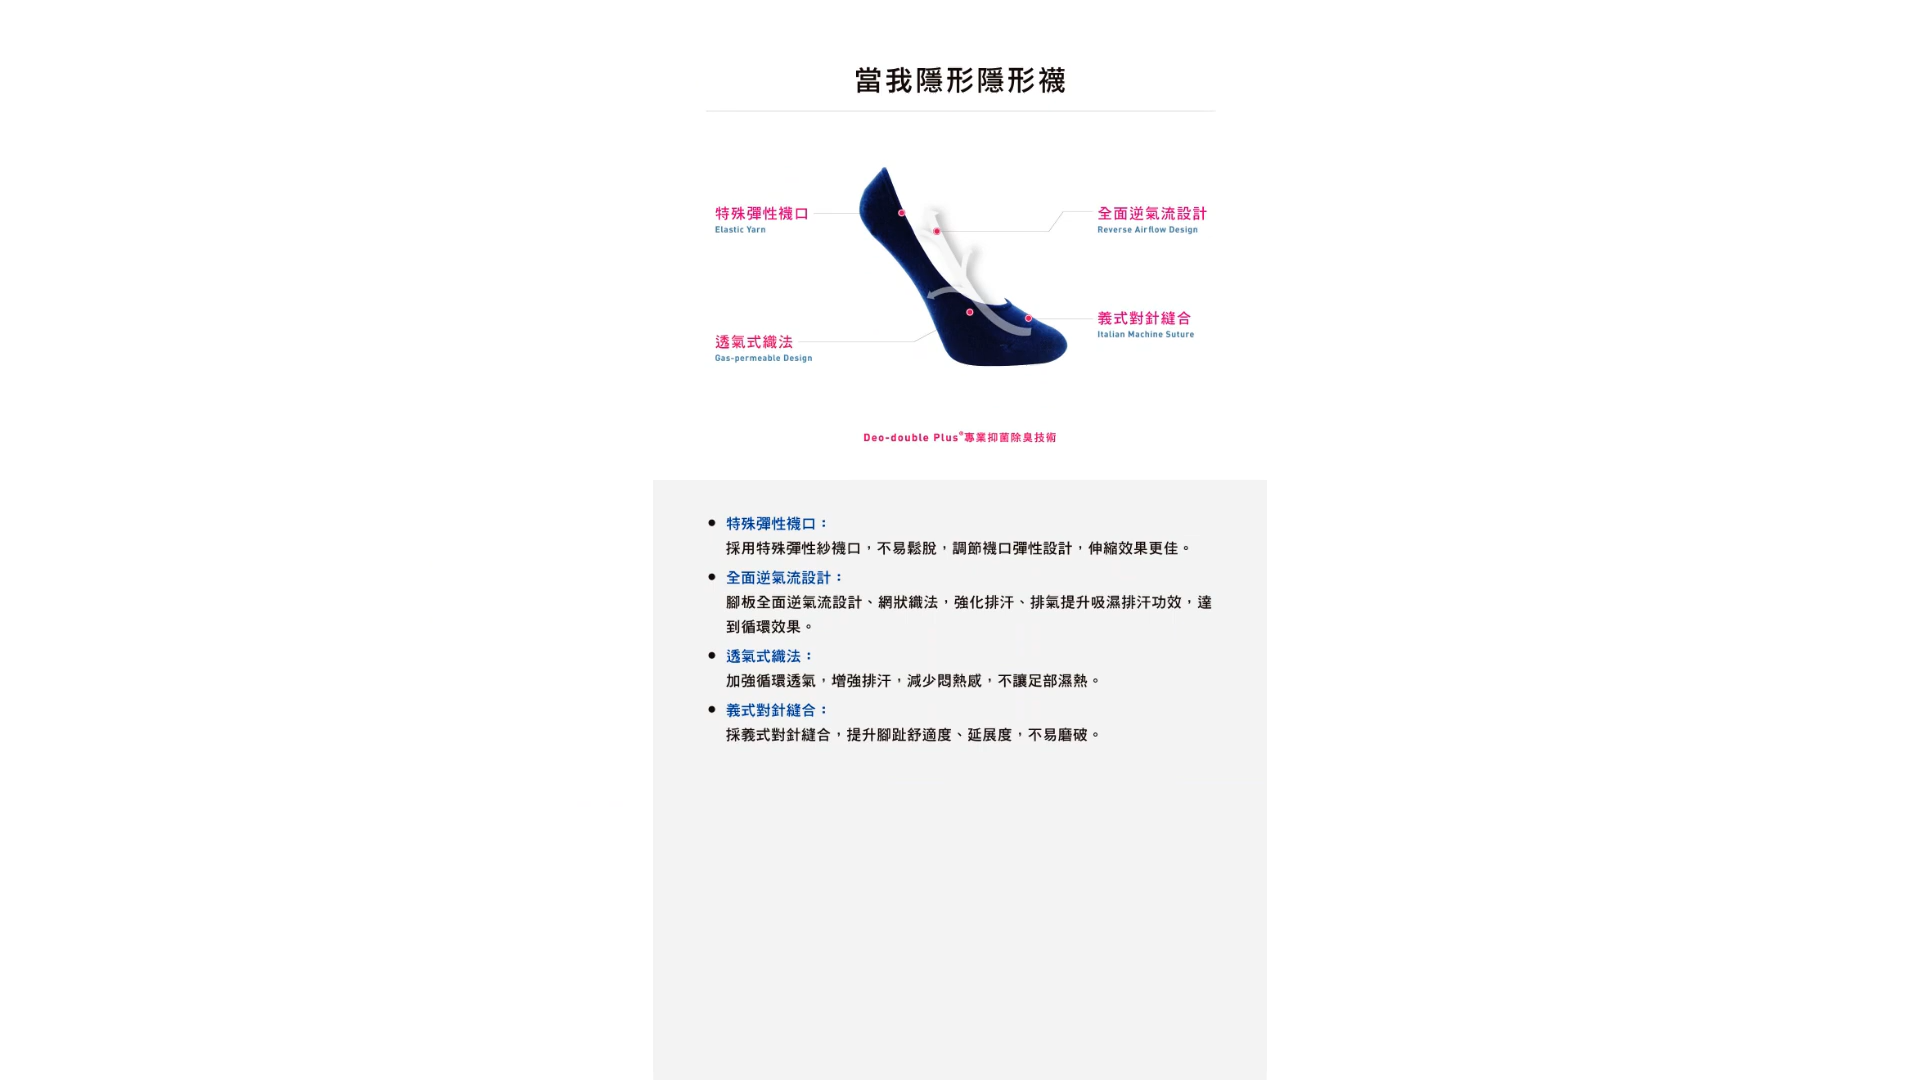 當我隱形隱形襪
特殊彈性襪口
Elastic Yarn
全面逆氣流設計
Reverse Airflow Design
義式對針縫合
Italian Machine Suture
透氣式織法
Gas-permeable Design
Deo-double Plus®專業抑菌除臭技術
• 特殊彈性襪口：
採用特殊彈性紗襪口，不易鬆脫，調節襪口彈性設計，伸縮效果更佳。
• 全面逆氣流設計：
腳板全面逆氣流設計、網狀織法，強化排汗、排氣提升吸濕排汗功效，達
到循環效果。
• 透氣式織法：
加強循環透氣，增強排汗，減少悶熱感，不讓足部濕熱。
• 義式對針縫合：
採義式對針縫合，提升腳趾舒適度、延展度，不易磨破。